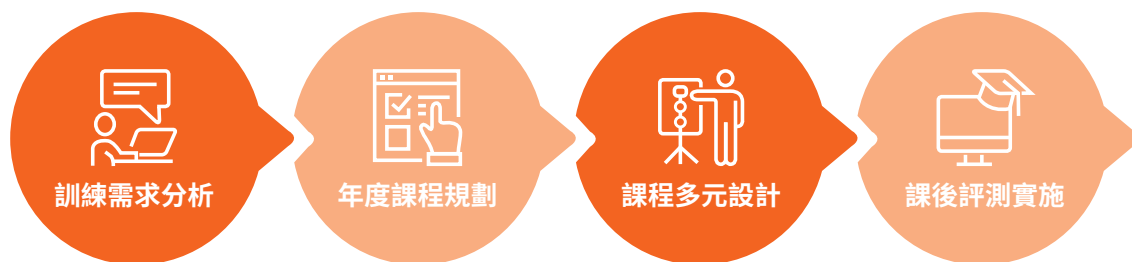 訓練需求分析
年度課程規劃
課程多元設計
課後評測實施